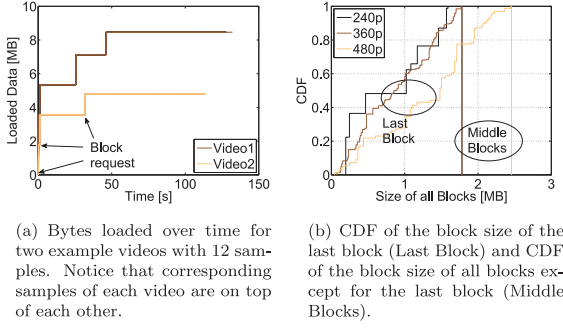 10
8
6
4
2
0
Loaded Data [MB]
0
50
100
150
Time [s]
Block
request
Video1
Video2
1
0.8
0.6
0.4
0.2
0
CDF
0
1
2
3
Size of all Blocks [MB]
240p
360p
480p
Last
Block
Middle
Blocks
(a) Bytes loaded over time for
two example videos with 12 sam-
ples. Notice that corresponding
samples of each video are on top
of each other.
(b) CDF of the block size of the
last block (Last Block) and CDF
of the block size of all blocks ex-
cept for the last block (Middle
Blocks).